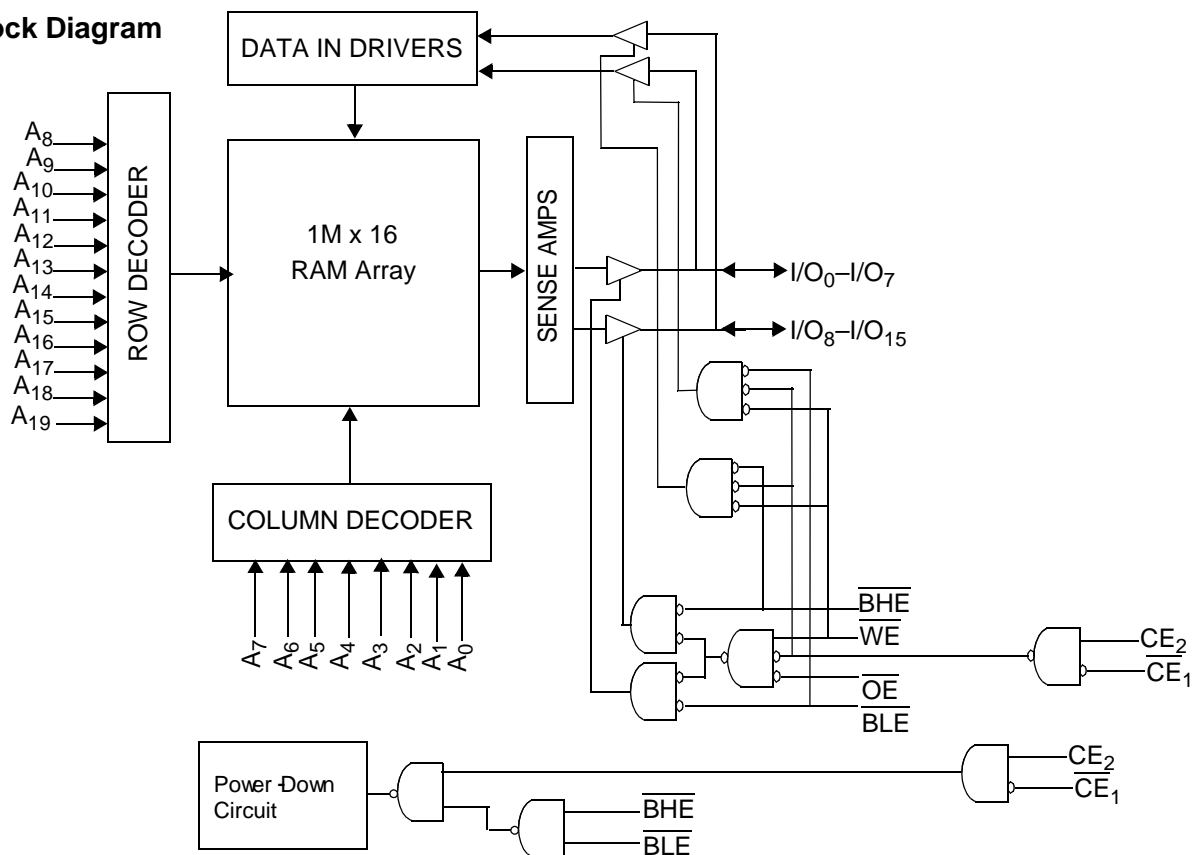 ock Diagram
DATA IN DRIVERS
A8
A9
A10
A11
A12
A13
A14
A15
A16
A17
A18
A19
ROW DECODER
1M x 16
RAM Array
SENSE AMPS
I/O0–I/O7
I/O8–I/O15
COLUMN DECODER
A7
A6
A5
A4
A3
A2
A1
A0
BHE
WE
OE
BLE
CE2
CE1
Power -Down
Circuit
BHE
BLE
CE2
CE1